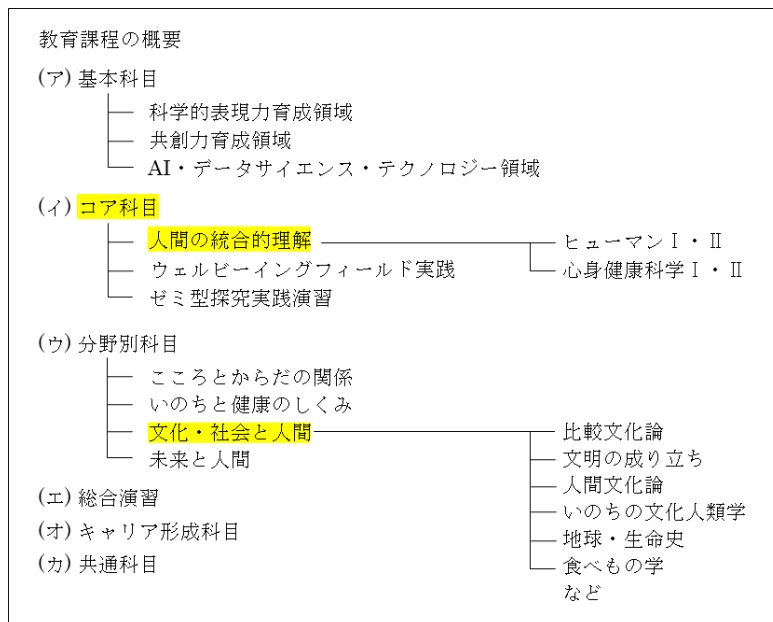 教育課程の概要
(ア) 基本科目
科学的表現力育成領域
共創力育成領域
AI・データサイエンス・テクノロジー領域
(イ) コア科目
人間の統合的理解
ヒューマンⅠ・Ⅱ
ウェルビーイングフィールド実践
心身健康科学Ⅰ・Ⅱ
ゼミ型探究実践演習
(ウ) 分野別科目
こころとからだの関係
いのちと健康のしくみ
文化・社会と人間
比較文化論
未来と人間
文明の成り立ち
人間文化論
いのちの文化人類学
地球・生命史
食べもの学
など
(エ) 総合演習
(オ) キャリア形成科目
(カ) 共通科目